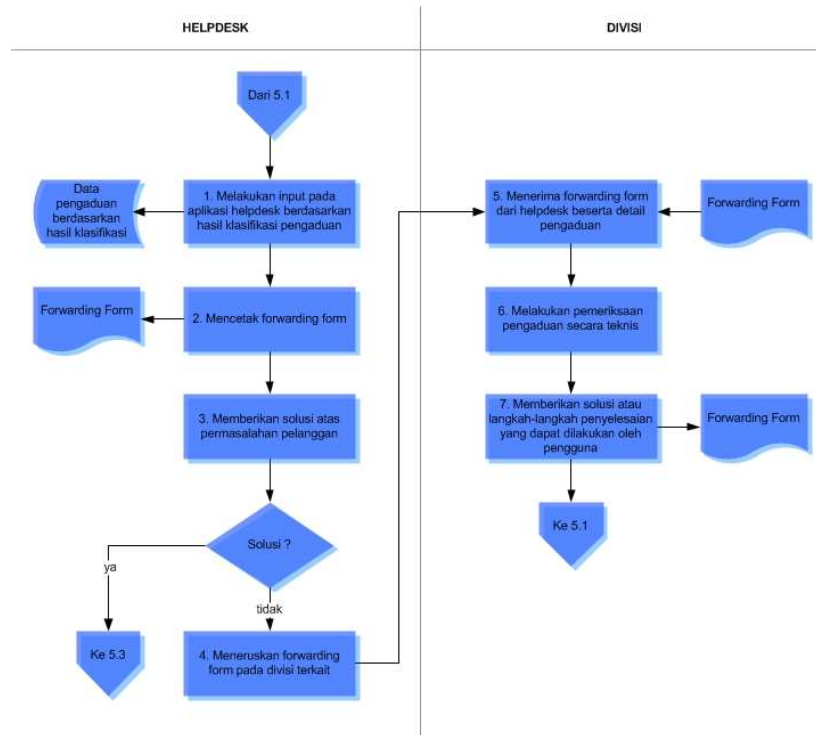 HELPDESK
DIVISI
Dari 5.1
Data
pengaduan
berdasarkan
hasil klasifikasi
1. Melakukan input pada
aplikasi helpdesk berdasarkan
hasil klasifikasi pengaduan
5. Menerima forwarding form
dari helpdesk beserta detail
pengaduan
Forwarding Form
Forwarding Form
2. Mencetak forwarding form
6. Melakukan pemeriksaan
pengaduan secara teknis
3. Memberikan solusi atas
permasalahan pelanggan
7. Memberikan solusi atau
langkah-langkah penyelesaian
yang dapat dilakukan oleh
pengguna
Forwarding Form
Solusi ?
Ke 5.1
ya
tidak
Ke 5.3
4. Meneruskan forwarding
form pada divisi terkait